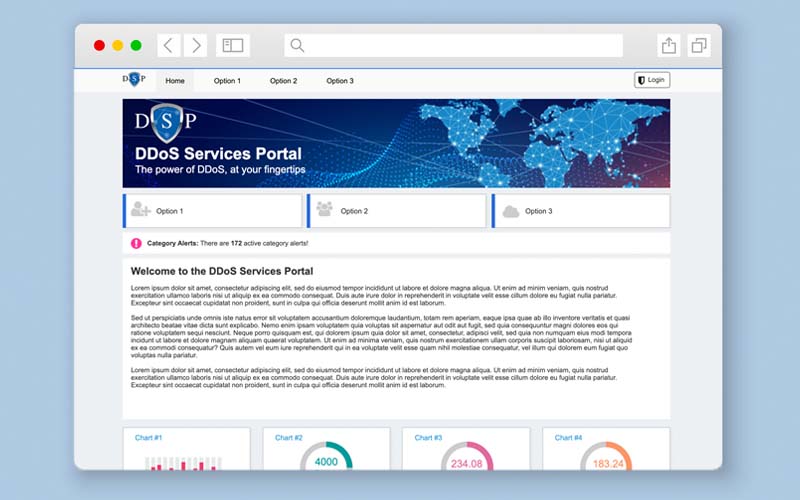 DSP
Home
Option 1
Option 2
Option 3
Login
DSP
DDoS Services Portal
The power of DDoS, at your fingertips
Option 1
Option 2
Option 3
Category Alerts: There are 172 active category alerts!
Welcome to the DDoS Services Portal
Lorem ipsum dolor sit amet, consectetur adipiscing elit, sed do eiusmod tempor incididunt ut labore et dolore magna aliqua. Ut enim ad minim veniam, quis nostrud
exercitation ullamco laboris nisi ut aliquip ex ea commodo consequat. Duis aute irure dolor in reprehenderit in voluptate velit esse cillum dolore eu fugiat nulla pariatur.
Excepteur sint occaecat cupidatat non proident, sunt in culpa qui officia deserunt mollit anim id est laborum.
Sed ut perspiciatis unde omnis iste natus error sit voluptatem accusantium doloremque laudantium, totam rem aperiam, eaque ipsa quae ab illo inventore veritatis et quasi
architecto beatae vitae dicta sunt explicabo. Nemo enim ipsam voluptatem quia voluptas sit aspernatur aut odit aut fugit, sed quia consequuntur magni dolores eos qui
ratione voluptatem sequi nesciunt. Neque porro quisquam est, qui dolorem ipsum quia dolor sit amet, consectetur, adipisci velit, sed quia non numquam eius modi tempora
incidunt ut labore et dolore magnam aliquam quaerat voluptatem. Ut enim ad minima veniam, quis nostrum exercitationem ullam corporis suscipit laboriosam, nisi ut aliquid
ex ea commodi consequatur? Quis autem vel eum iure reprehenderit qui in ea voluptate velit esse quam nihil molestiae consequatur, vel illum qui dolorem eum fugiat quo
voluptas nulla pariatur.
Lorem ipsum dolor sit amet, consectetur adipiscing elit, sed do eiusmod tempor incididunt ut labore et dolore magna aliqua. Ut enim ad minim veniam, quis nostrud
exercitation ullamco laboris nisi ut aliquip ex ea commodo consequat. Duis aute irure dolor in reprehenderit in voluptate velit esse cillum dolore eu fugiat nulla pariatur.
Excepteur sint occaecat cupidatat non proident, sunt in culpa qui officia deserunt mollit anim id est laborum.
Chart #1
Chart #2
Chart #3
Chart #4
4000
234.08
183.24